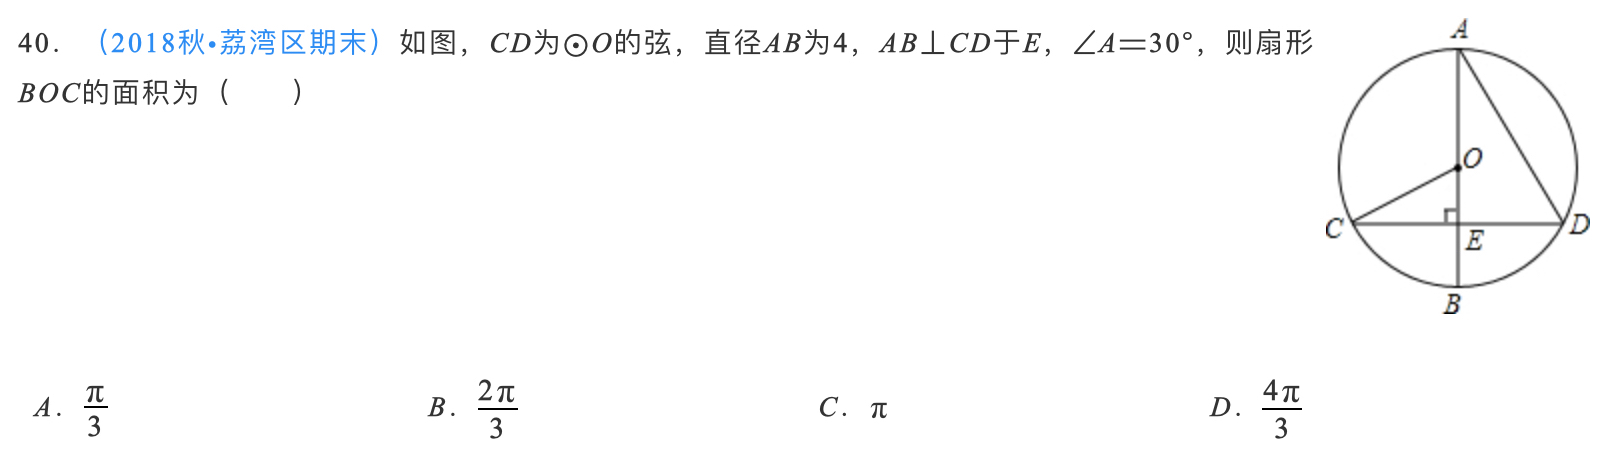 40. （2018秋•荔湾区期末）如图，CD为⊙O的弦，直径AB为4，AB⊥CD于E，∠A＝30°，则扇形
BOC的面积为（　　）
A
O
C
E
D
B
A. π/3
B. 2π/3
C. π
D. 4π/3